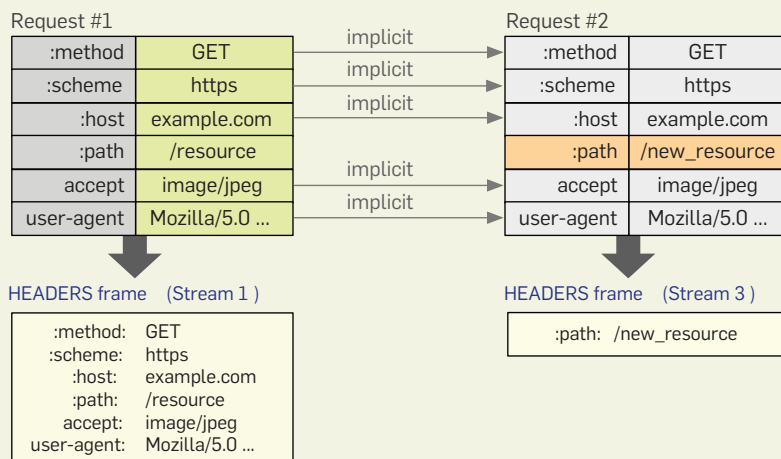 Request #1
:method GET
:scheme https
:host example.com
:path /resource
accept image/jpeg
user-agent Mozilla/5.0 ...
implicit
implicit
implicit
implicit
implicit
Request #2
:method GET
:scheme https
:host example.com
:path /new_resource
accept image/jpeg
user-agent Mozilla/5.0 ...
HEADERS frame (Stream 1 )
:method: GET
:scheme: https
:host: example.com
:path: /resource
accept: image/jpeg
user-agent: Mozilla/5.0 ...
HEADERS frame (Stream 3 )
:path: /new_resource